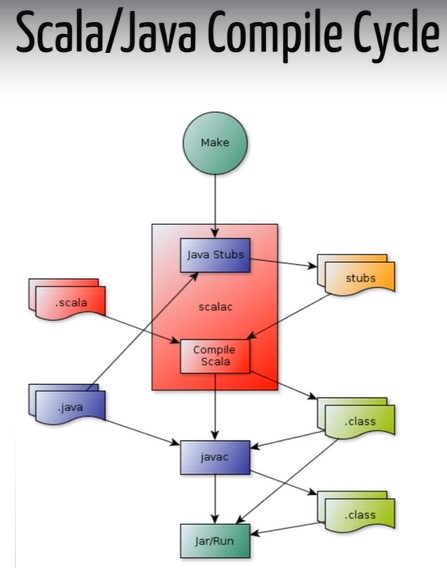 Scala/Java Compile Cycle
Make
Java Stubs
stubs
scalac
.scala
Compile
Scala
.java
.class
javac
.class
Jar/Run